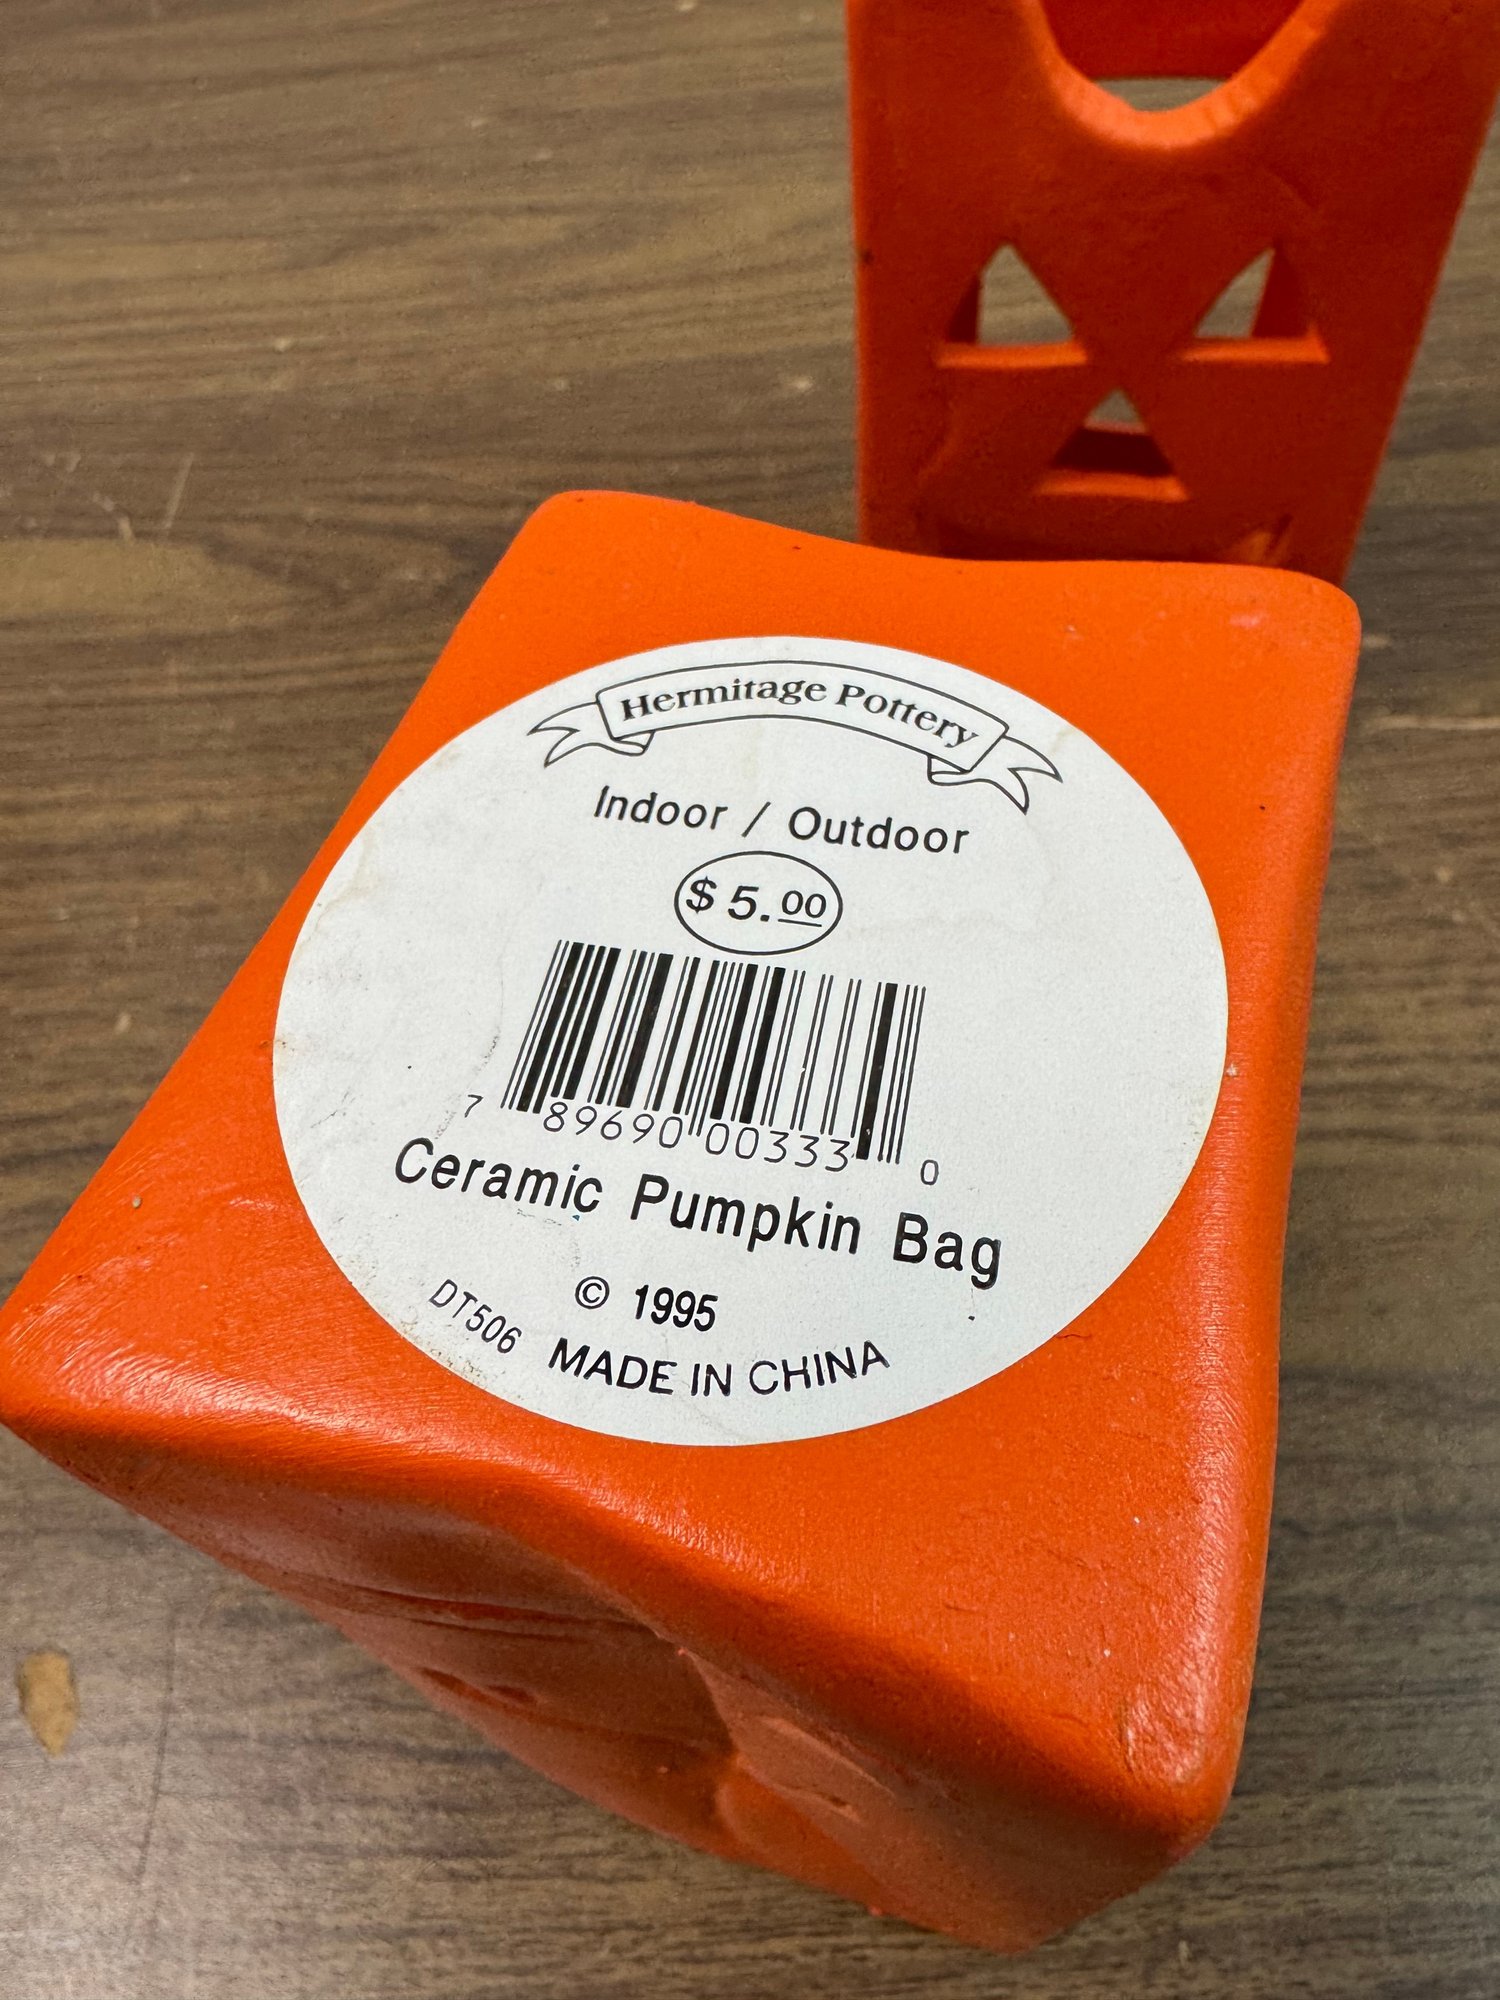 Hermitage Pottery
Indoor / Outdoor
$ 5.00
7 89690 00333 0
Ceramic Pumpkin Bag
© 1995
DT506 MADE IN CHINA